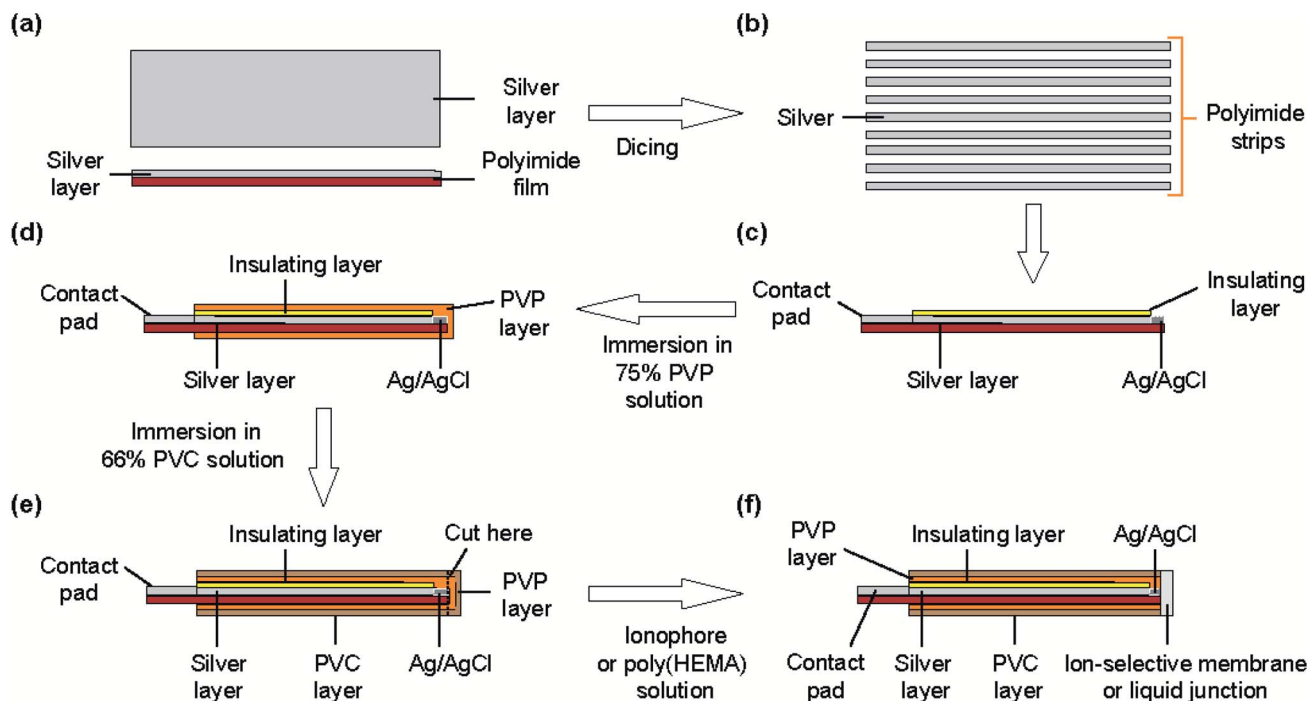 (a)
Silver
layer
Silver
layer
Polyimide
film
Dicing
(b)
Silver
Polyimide
strips
(c)
Contact
pad
Insulating
layer
Silver layer
Ag/AgCl
Immersion in
75% PVP
solution
(d)
Insulating layer
Contact
pad
PVP
layer
Silver layer
Ag/AgCl
Immersion in
66% PVC solution
(e)
Insulating layer
Cut here
Contact
pad
PVP
layer
Silver
layer
PVC
layer
Ag/AgCl
Ionophore
or poly(HEMA)
solution
(f)
PVP
layer
Insulating layer
Ag/AgCl
Contact
pad
Silver
layer
PVC
layer
Ion-selective membrane
or liquid junction